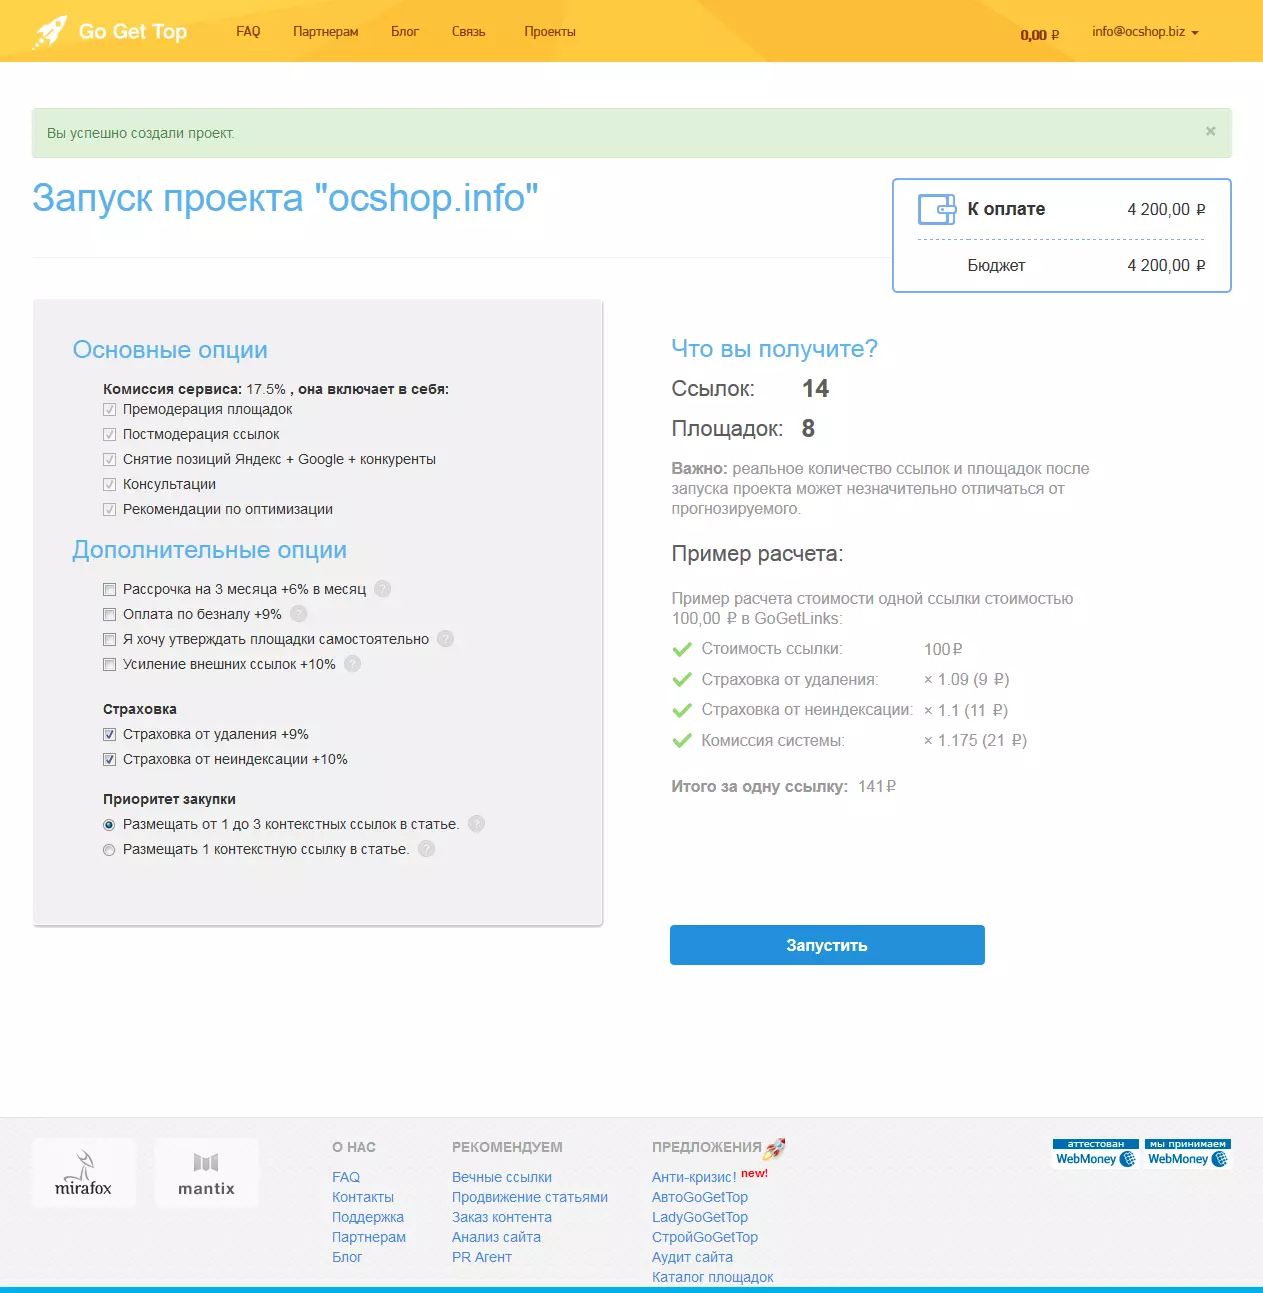 Go Get Top
FAQ
Партнерам
Блог
Связь
Проекты
0,00 ₽
info@ocshop.biz
Вы успешно создали проект.
×
Запуск проекта "ocshop.info"
К оплате 4 200,00 ₽
Бюджет 4 200,00 ₽
Основные опции
Комиссия сервиса: 17.5% , она включает в себя:
Премодерация площадок
Постмодерация ссылок
Снятие позиций Яндекс + Google + конкуренты
Консультации
Рекомендации по оптимизации
Дополнительные опции
Рассрочка на 3 месяца +6% в месяц ?
Оплата по безналу +9% ?
Я хочу утверждать площадки самостоятельно ?
Усиление внешних ссылок +10% ?
Страховка
Страховка от удаления +9%
Страховка от неиндексации +10%
Приоритет закупки
Размещать от 1 до 3 контекстных ссылок в статье. ?
Размещать 1 контекстную ссылку в статье. ?
Что вы получите?
Ссылок: 14
Площадок: 8
Важно: реальное количество ссылок и площадок после
запуска проекта может незначительно отличаться от
прогнозируемого.
Пример расчета:
Пример расчета стоимости одной ссылки стоимостью
100,00 ₽ в GoGetLinks:
Стоимость ссылки: 100₽
Страховка от удаления: × 1.09 (9 ₽)
Страховка от неиндексации: × 1.1 (11 ₽)
Комиссия системы: × 1.175 (21 ₽)
Итого за одну ссылку: 141₽
Запустить
mirafox
mantix
О НАС
FAQ
Контакты
Поддержка
Партнерам
Блог
РЕКОМЕНДУЕМ
Вечные ссылки
Продвижение статьями
Заказ контента
Анализ сайта
PR Агент
ПРЕДЛОЖЕНИЯ
Анти-кризис! new!
АвтоGoGetTop
LadyGoGetTop
СтройGoGetTop
Аудит сайта
Каталог площадок
аттестован
WebMoney
мы принимаем
WebMoney